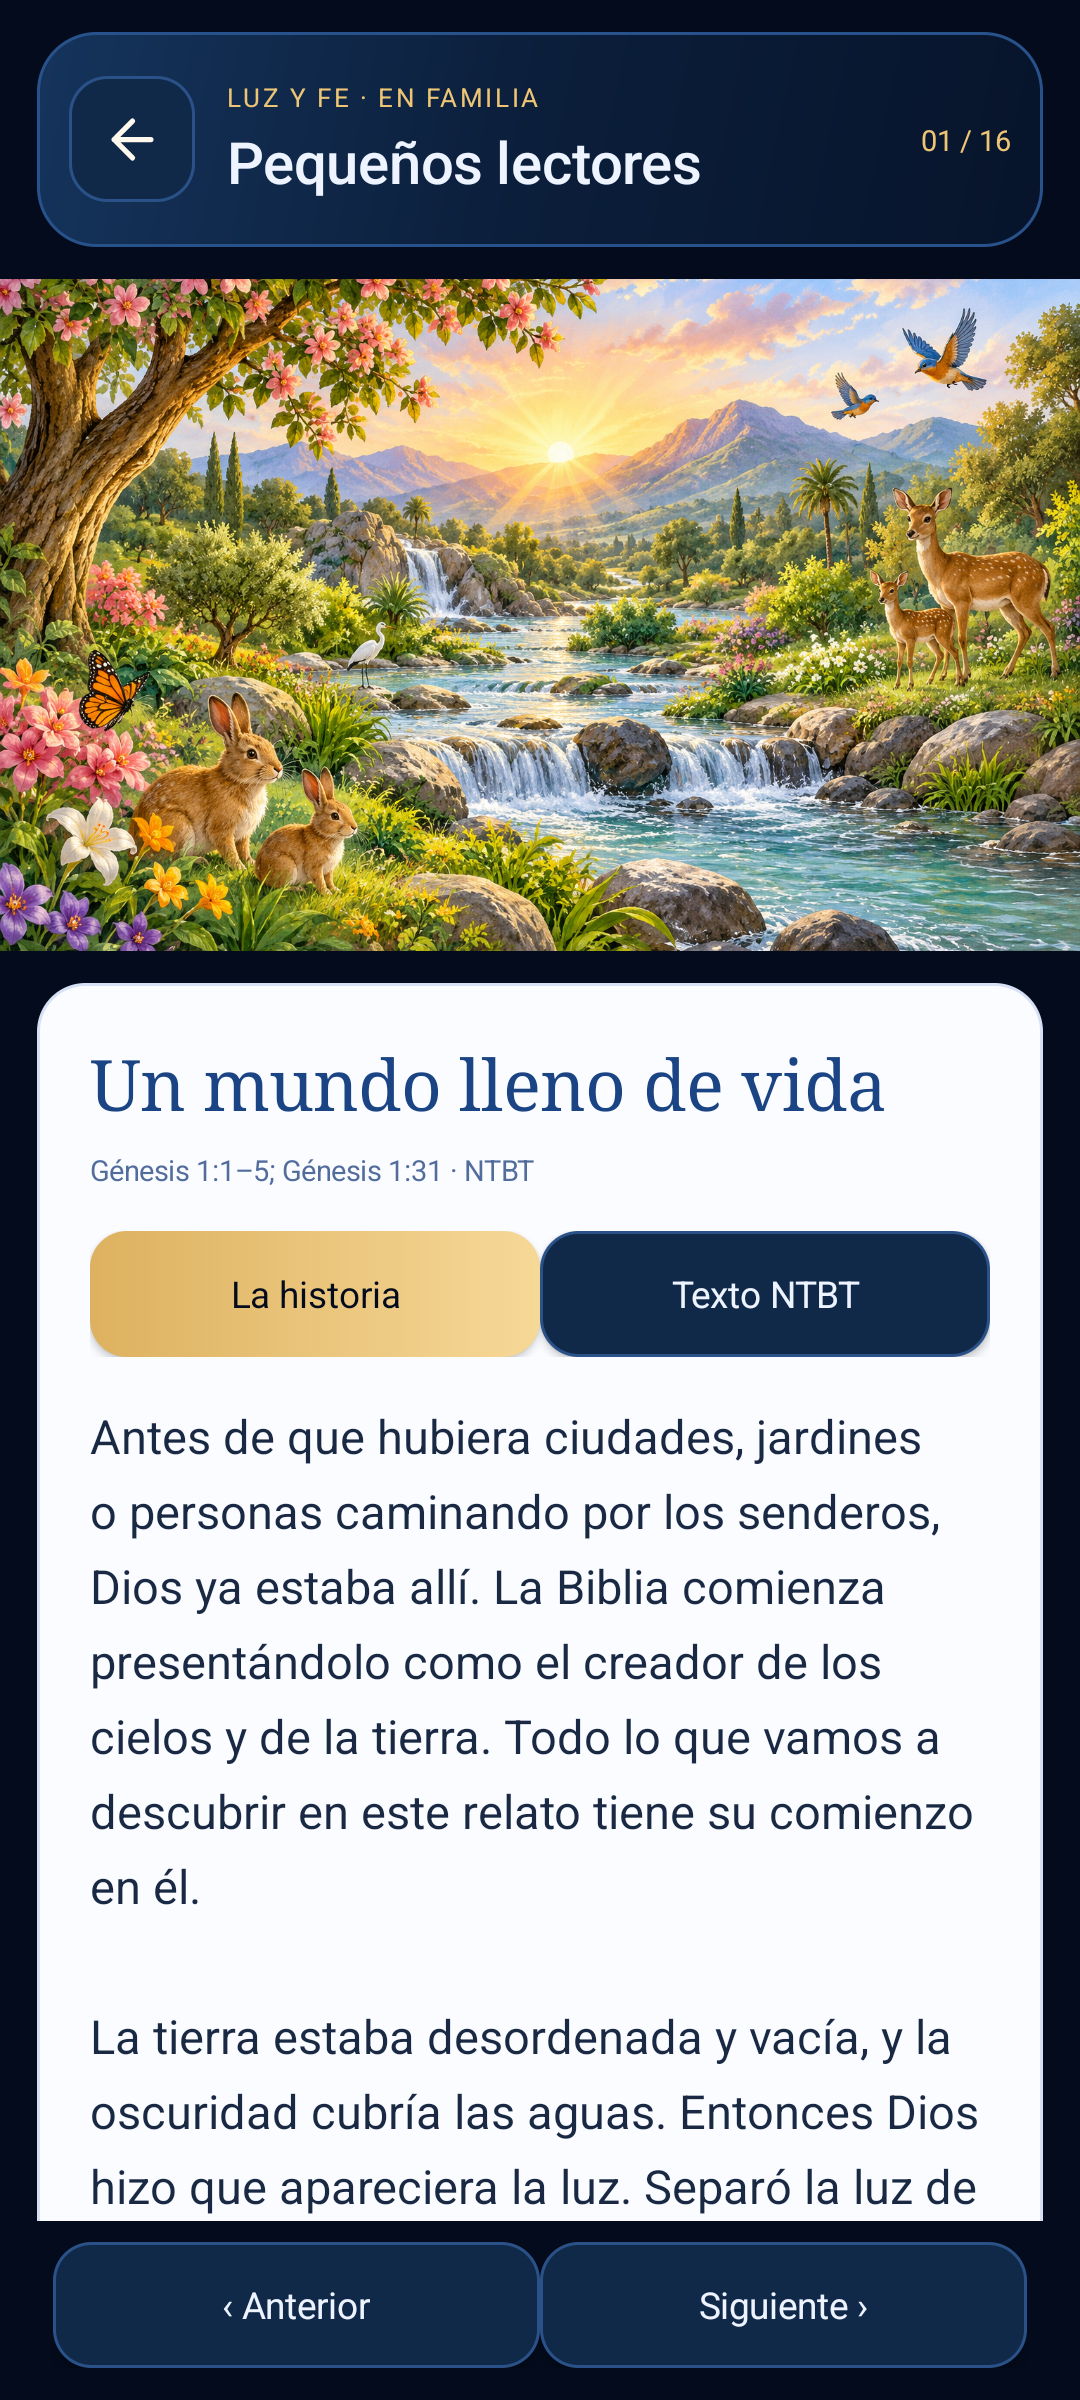 LUZ Y FE · EN FAMILIA
Pequeños lectores
01 / 16
Un mundo lleno de vida
Génesis 1:1–5; Génesis 1:31 · NTBT
La historia
Texto NTBT
Antes de que hubiera ciudades, jardines
o personas caminando por los senderos,
Dios ya estaba allí. La Biblia comienza
presentándolo como el creador de los
cielos y de la tierra. Todo lo que vamos a
descubrir en este relato tiene su comienzo
en él.
La tierra estaba desordenada y vacía, y la
oscuridad cubría las aguas. Entonces Dios
hizo que apareciera la luz. Separó la luz de
‹ Anterior
Siguiente ›